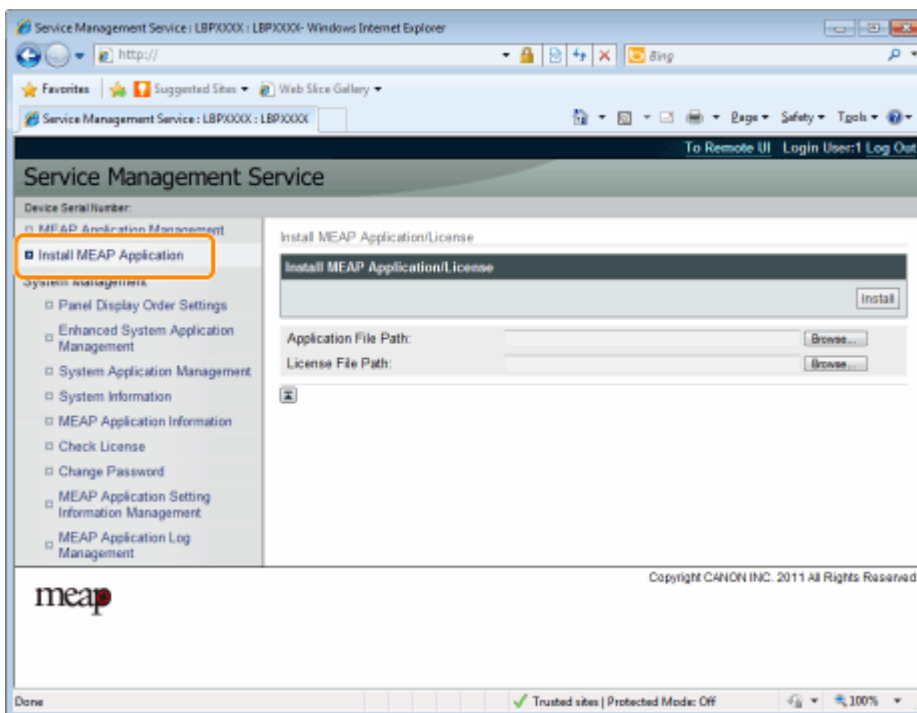 Service Management Service : LBPXXXX : LBPXXXX- Windows Internet Explorer
http://
Bing
Favorites Suggested Sites Web Slice Gallery
Service Management Service : LBPXXXX : LBPXXXX
Page Safety Tools
To Remote UI Login User:1 Log Out
Service Management Service
Device Serial Number:
MEAP Application Management
Install MEAP Application
System Management
Panel Display Order Settings
Enhanced System Application
Management
System Application Management
System Information
MEAP Application Information
Check License
Change Password
MEAP Application Setting
Information Management
MEAP Application Log
Management
Install MEAP Application/License
Install MEAP Application/License
Install
Application File Path:
Browse...
License File Path:
Browse...
Copyright CANON INC. 2011 All Rights Reserved
meap
Done
Trusted sites | Protected Mode: Off
100%